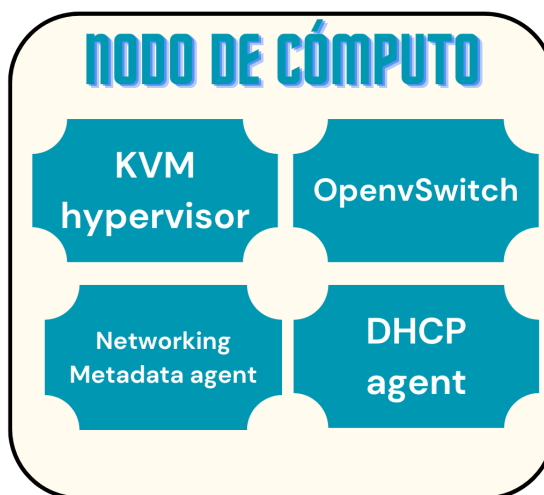 NODO DE CÓMPUTO
KVM
hypervisor
OpenvSwitch
Networking
Metadata agent
DHCP
agent